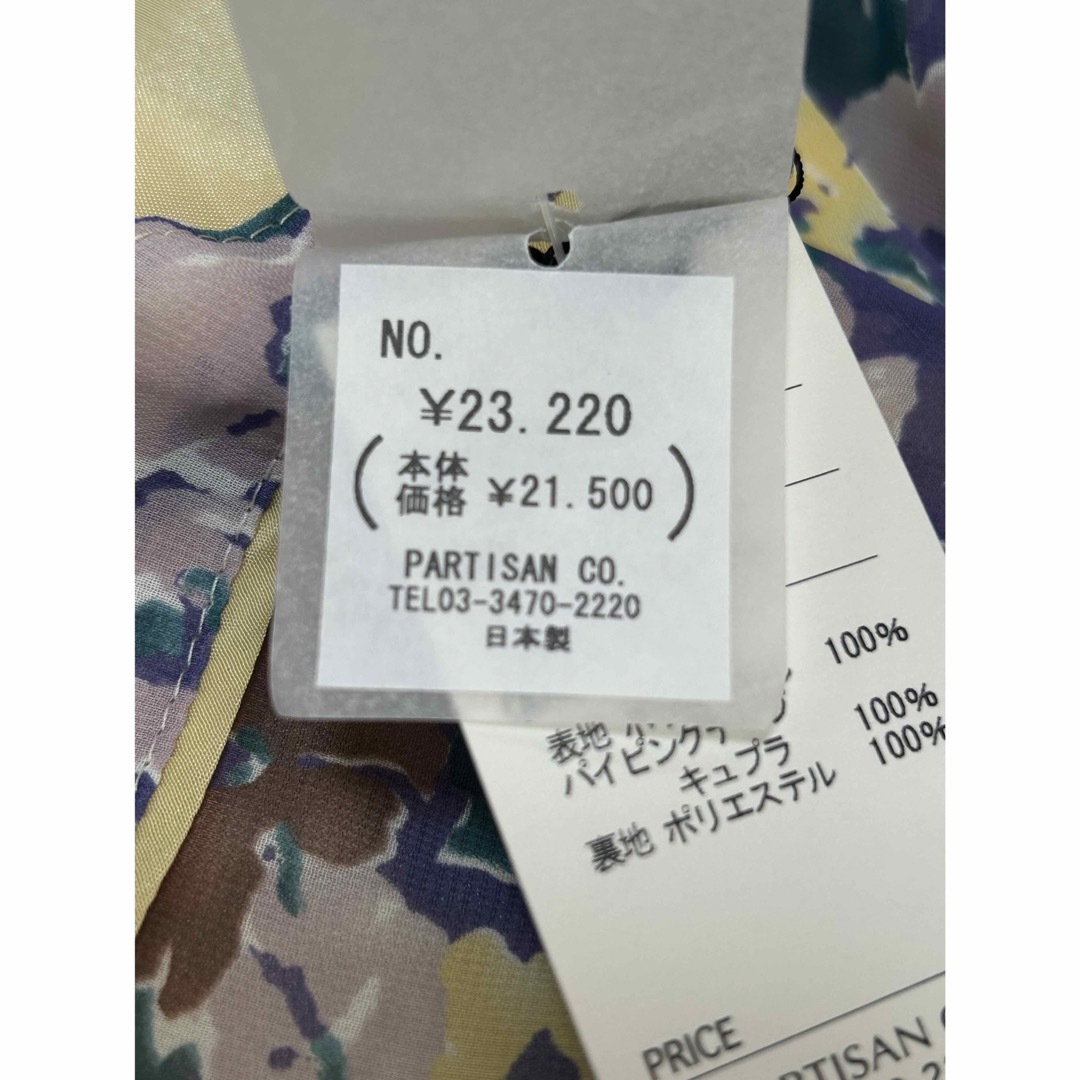 NO.
¥23.220
(本体価格 ¥21.500)
PARTISAN CO.
TEL03-3470-2220
日本製
100%
表地
パイピング 100%
キュプラ 100%
裏地 ポリエステル
PRICE
PARTISAN